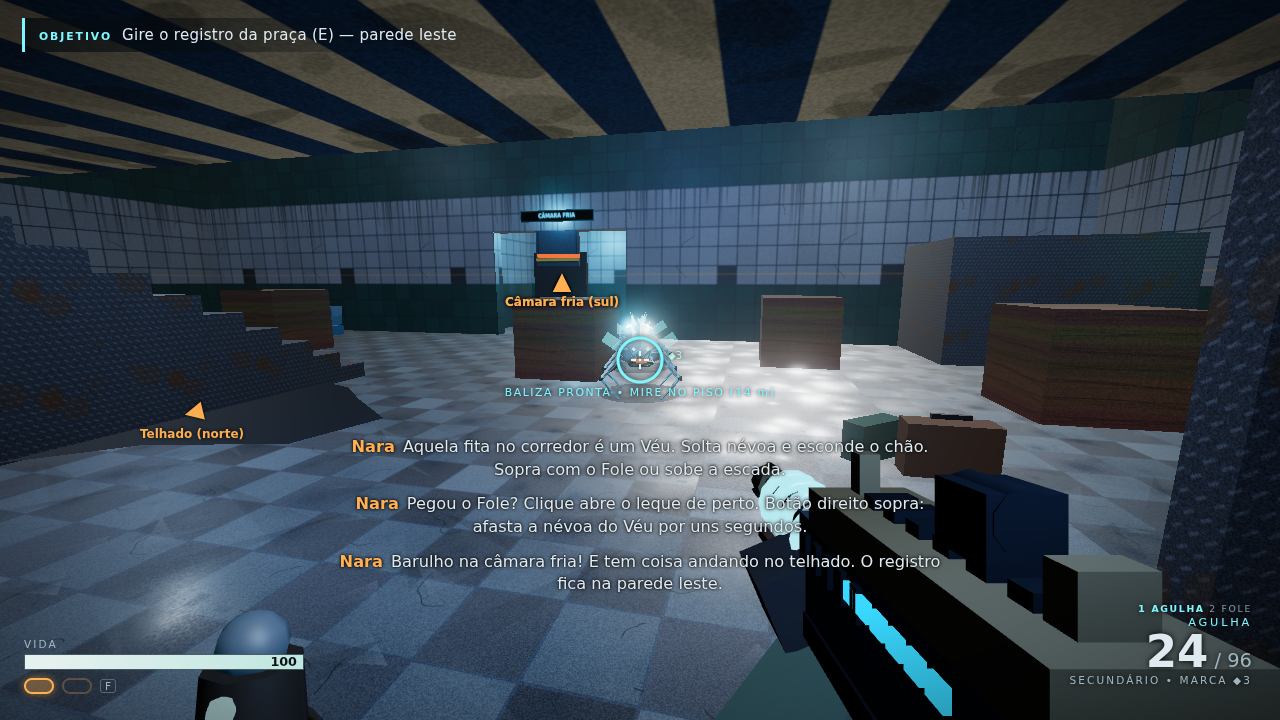 OBJETIVO Gire o registro da praça (E) — parede leste
CÂMARA FRIA
Câmara fria (sul)
◆3
BALIZA PRONTA • MIRE NO PISO (14 m)
Telhado (norte)
Nara Aquela fita no corredor é um Véu. Solta névoa e esconde o chão.
Sopra com o Fole ou sobe a escada.
Nara Pegou o Fole? Clique abre o leque de perto. Botão direito sopra:
afasta a névoa do Véu por uns segundos.
Nara Barulho na câmara fria! E tem coisa andando no telhado. O registro
fica na parede leste.
VIDA
100
F
1 AGULHA 2 FOLE
AGULHA
24 / 96
SECUNDÁRIO • MARCA ◆3